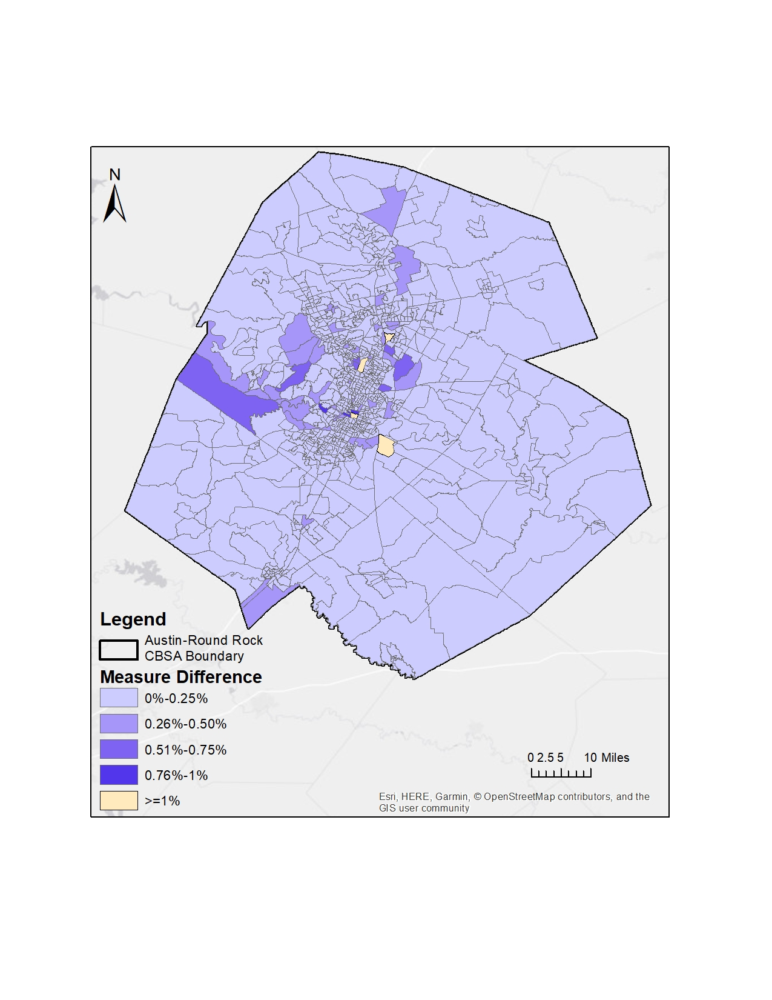 N
Legend
Austin-Round Rock
CBSA Boundary
Measure Difference
0%-0.25%
0.26%-0.50%
0.51%-0.75%
0.76%-1%
>=1%
0 2.5 5 10 Miles
Esri, HERE, Garmin, © OpenStreetMap contributors, and the
GIS user community